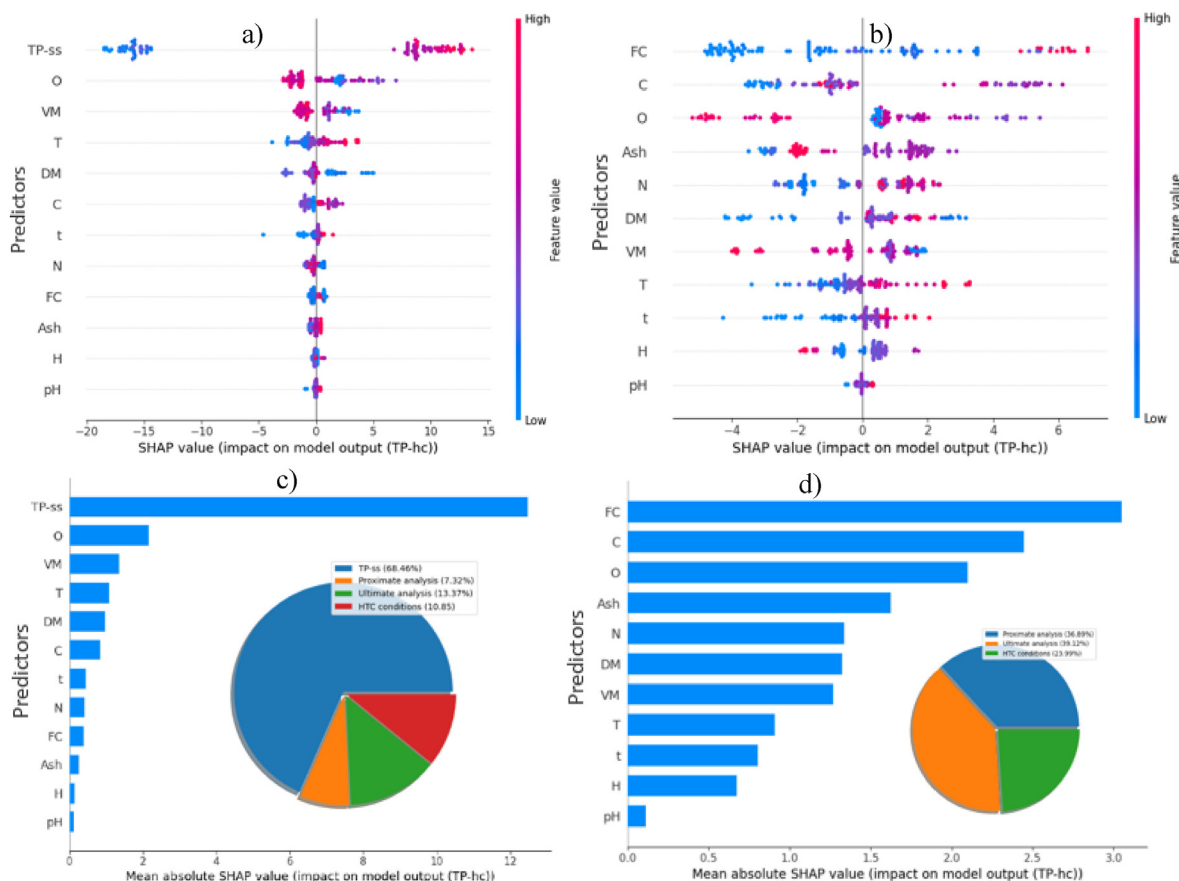 a)
High
TP-ss
O
VM
T
DM
C
t
N
FC
Ash
H
pH
Predictors
Feature value
Low
−20 −15 −10 −5 0 5 10 15
SHAP value (impact on model output (TP-hc))
b)
High
FC
C
O
Ash
N
DM
VM
T
t
H
pH
Predictors
Feature value
Low
−4 −2 0 2 4 6
SHAP value (impact on model output (TP-hc))
c)
TP-ss
O
VM
T
DM
C
t
N
FC
Ash
H
pH
Predictors
TP-ss (68.46%)
Proximate analysis (7.32%)
Ultimate analysis (13.37%)
HTC conditions (10.85)
0 2 4 6 8 10 12
Mean absolute SHAP value (impact on model output (TP-hc))
d)
FC
C
O
Ash
N
DM
VM
T
t
H
pH
Predictors
Proximate analysis (36.89%)
Ultimate analysis (39.12%)
HTC conditions (23.99%)
0.0 0.5 1.0 1.5 2.0 2.5 3.0
Mean absolute SHAP value (impact on model output (TP-hc))